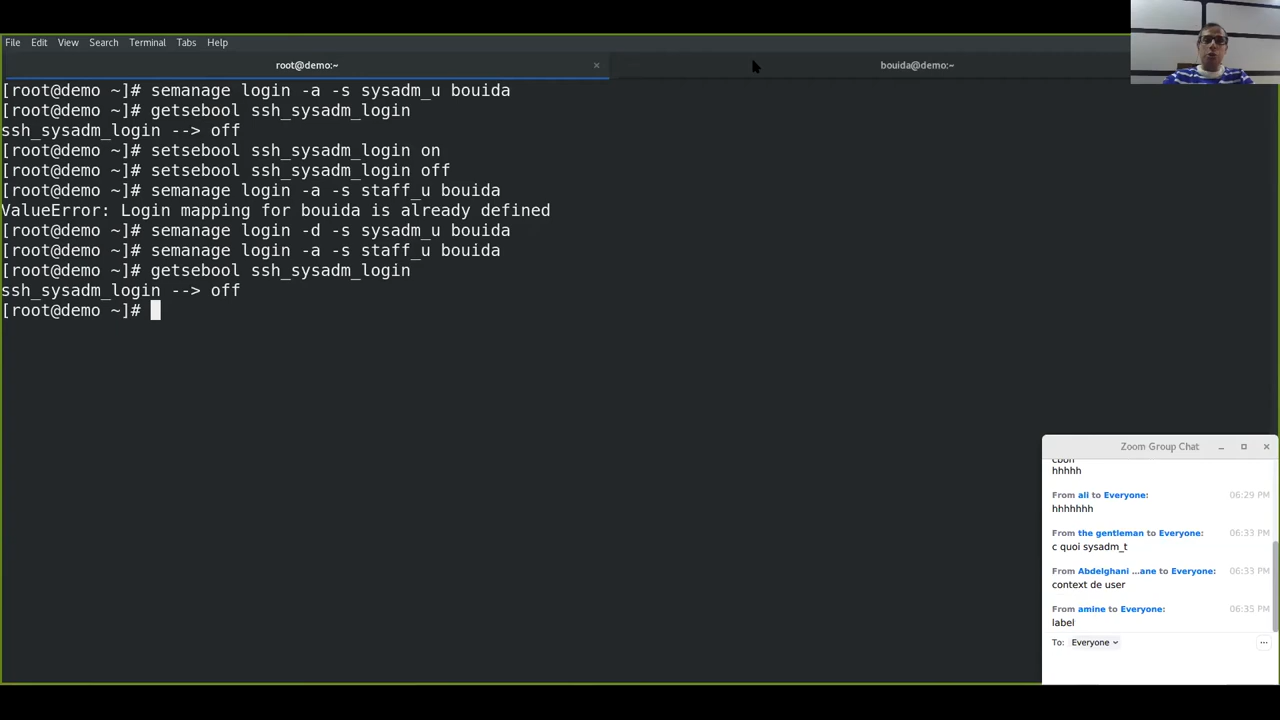 File Edit View Search Terminal Tabs Help
root@demo:~ × bouida@demo:~
[root@demo ~]# semanage login -a -s sysadm_u bouida
[root@demo ~]# getsebool ssh_sysadm_login
ssh_sysadm_login --> off
[root@demo ~]# setsebool ssh_sysadm_login on
[root@demo ~]# setsebool ssh_sysadm_login off
[root@demo ~]# semanage login -a -s staff_u bouida
ValueError: Login mapping for bouida is already defined
[root@demo ~]# semanage login -d -s sysadm_u bouida
[root@demo ~]# semanage login -a -s staff_u bouida
[root@demo ~]# getsebool ssh_sysadm_login
ssh_sysadm_login --> off
[root@demo ~]#
Zoom Group Chat
cbon
hhhhh
From ali to Everyone: 06:29 PM
hhhhhhh
From the gentleman to Everyone: 06:33 PM
c quoi sysadm_t
From Abdelghani ...ane to Everyone: 06:33 PM
context de user
From amine to Everyone: 06:35 PM
label
To: Everyone